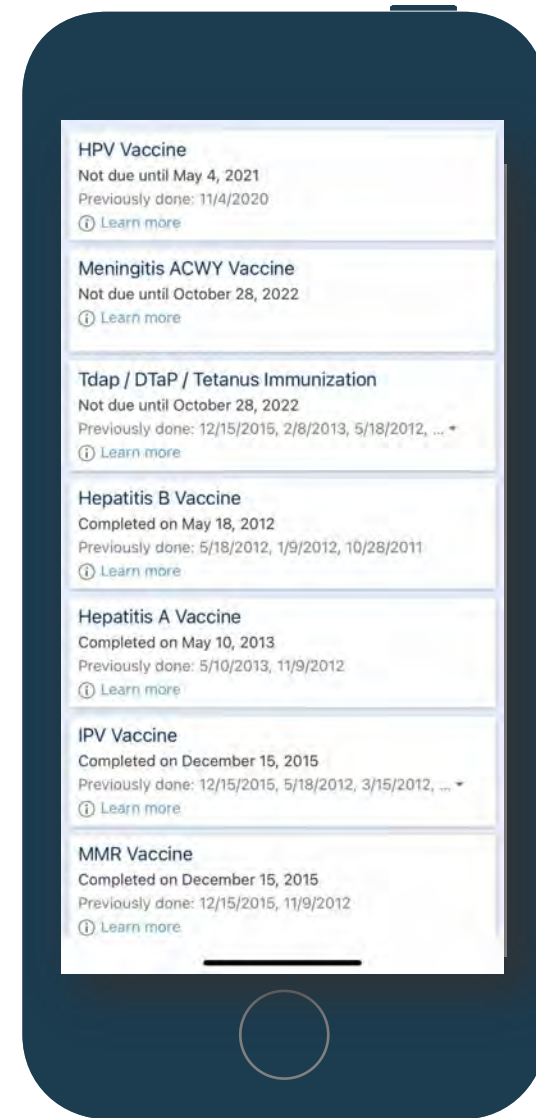 HPV Vaccine
Not due until May 4, 2021
Previously done: 11/4/2020
Learn more
Meningitis ACWY Vaccine
Not due until October 28, 2022
Learn more
Tdap / DTaP / Tetanus Immunization
Not due until October 28, 2022
Previously done: 12/15/2015, 2/8/2013, 5/18/2012, ...
Learn more
Hepatitis B Vaccine
Completed on May 18, 2012
Previously done: 5/18/2012, 1/9/2012, 10/28/2011
Learn more
Hepatitis A Vaccine
Completed on May 10, 2013
Previously done: 5/10/2013, 11/9/2012
Learn more
IPV Vaccine
Completed on December 15, 2015
Previously done: 12/15/2015, 5/18/2012, 3/15/2012, ...
Learn more
MMR Vaccine
Completed on December 15, 2015
Previously done: 12/15/2015, 11/9/2012
Learn more